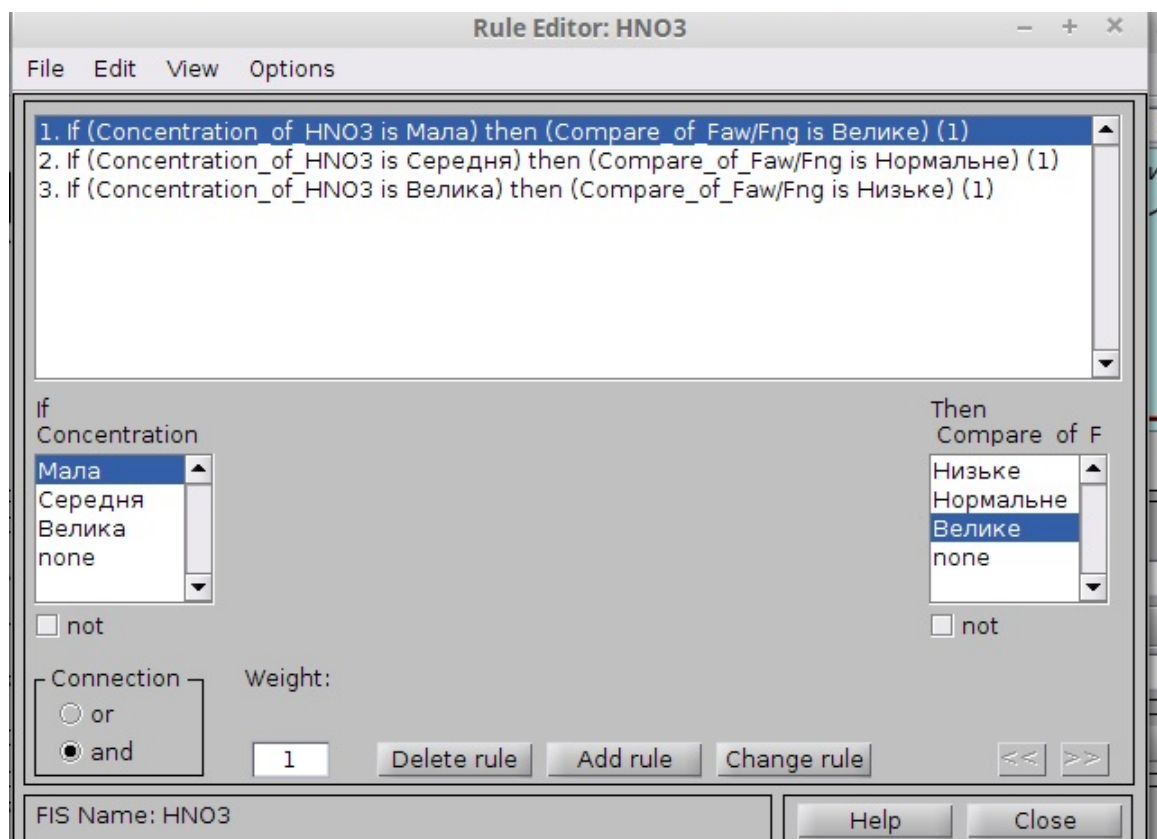 Rule Editor: HNO3
File Edit View Options
1. If (Concentration_of_HNO3 is Мала) then (Compare_of_Faw/Fng is Велике) (1)
2. If (Concentration_of_HNO3 is Середня) then (Compare_of_Faw/Fng is Нормальне) (1)
3. If (Concentration_of_HNO3 is Велика) then (Compare_of_Faw/Fng is Низьке) (1)
If
Concentration
Мала
Середня
Велика
none
not
Then
Compare of F
Низьке
Нормальне
Велике
none
not
Connection
or
and
Weight:
1
Delete rule Add rule Change rule << >>
FIS Name: HNO3
Help Close